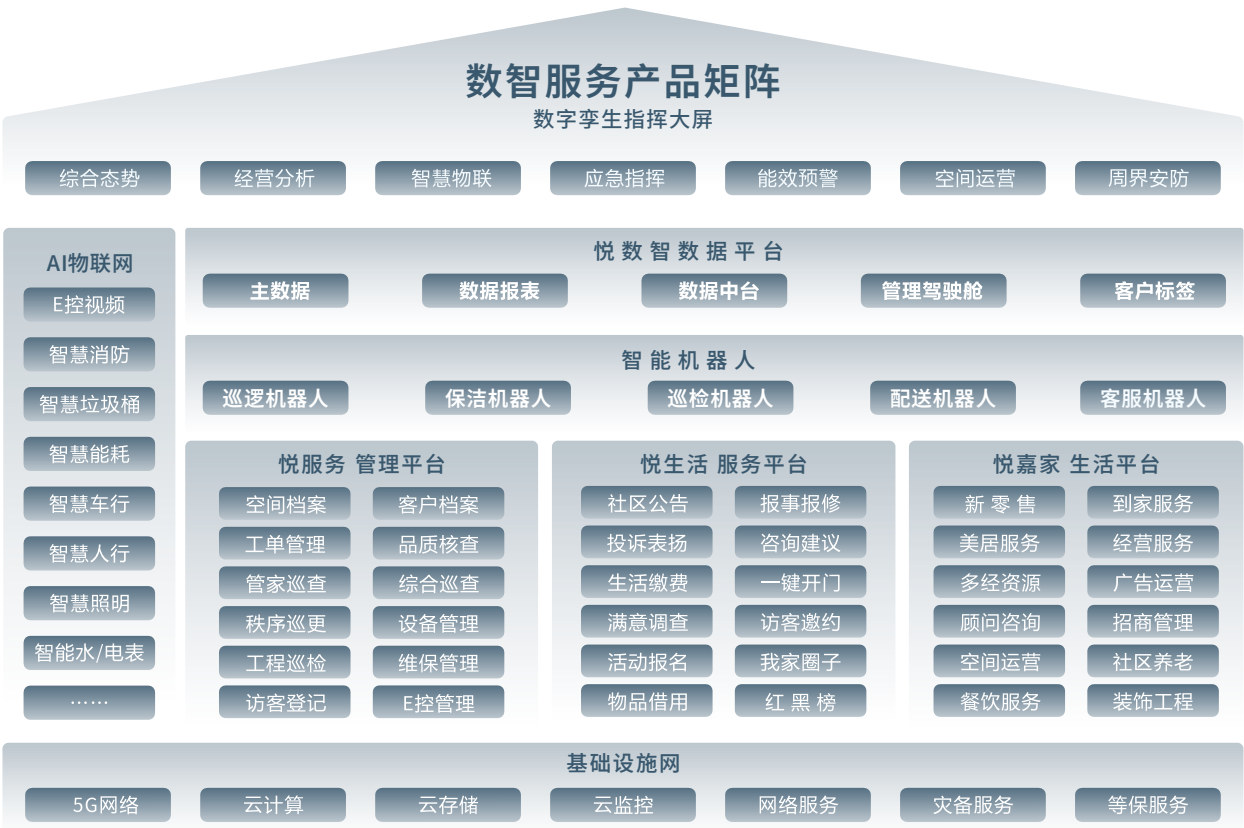 数智服务产品矩阵
数字孪生指挥大屏
综合态势 经营分析 智慧物联 应急指挥 能效预警 空间运营 周界安防
AI物联网
E控视频
智慧消防
智慧垃圾桶
智慧能耗
智慧车行
智慧人行
智慧照明
智能水/电表
······
悦数智数据平台
主数据 数据报表 数据中台 管理驾驶舱 客户标签
智能机器人
巡逻机器人 保洁机器人 巡检机器人 配送机器人 客服机器人
悦服务 管理平台
空间档案 客户档案
工单管理 品质核查
管家巡查 综合巡查
秩序巡更 设备管理
工程巡检 维保管理
访客登记 E控管理
悦生活 服务平台
社区公告 报事报修
投诉表扬 咨询建议
生活缴费 一键开门
满意调查 访客邀约
活动报名 我家圈子
物品借用 红黑榜
悦嘉家 生活平台
新零售 到家服务
美居服务 经营服务
多经资源 广告运营
顾问咨询 招商管理
空间运营 社区养老
餐饮服务 装饰工程
基础设施网
5G网络 云计算 云存储 云监控 网络服务 灾备服务 等保服务